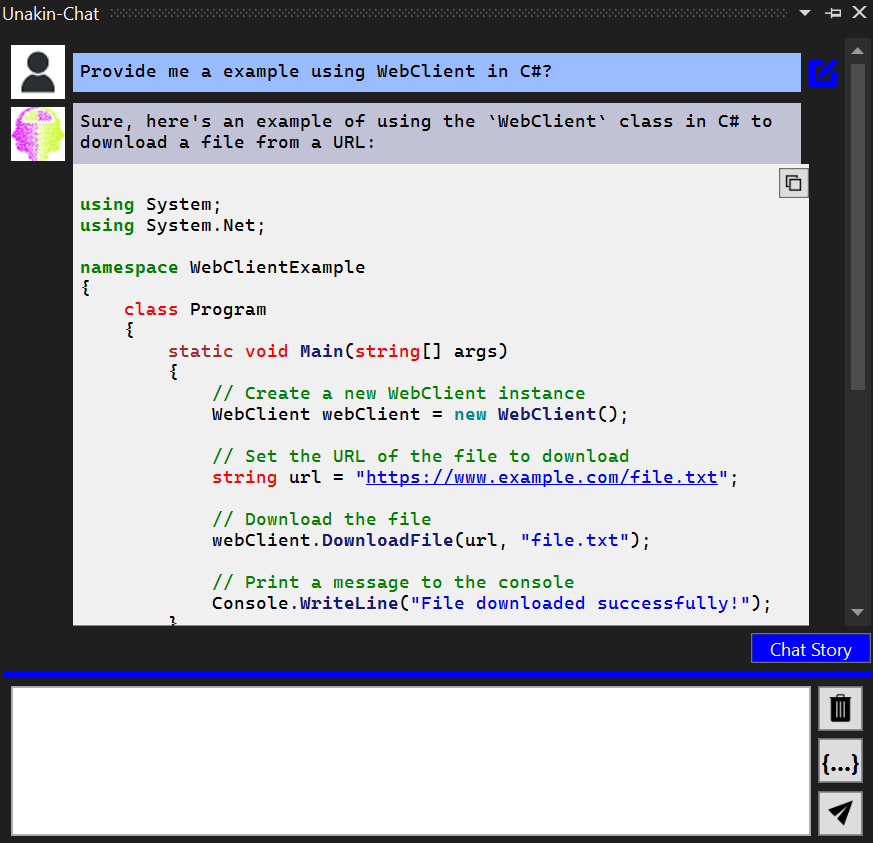 Unakin-Chat
Provide me a example using WebClient in C#?
Sure, here's an example of using the `WebClient` class in C# to
download a file from a URL:
using System;
using System.Net;
namespace WebClientExample
{
    class Program
    {
        static void Main(string[] args)
        {
            // Create a new WebClient instance
            WebClient webClient = new WebClient();
            // Set the URL of the file to download
            string url = "https://www.example.com/file.txt";
            // Download the file
            webClient.DownloadFile(url, "file.txt");
            // Print a message to the console
            Console.WriteLine("File downloaded successfully!");
        }
Chat Story
{...}